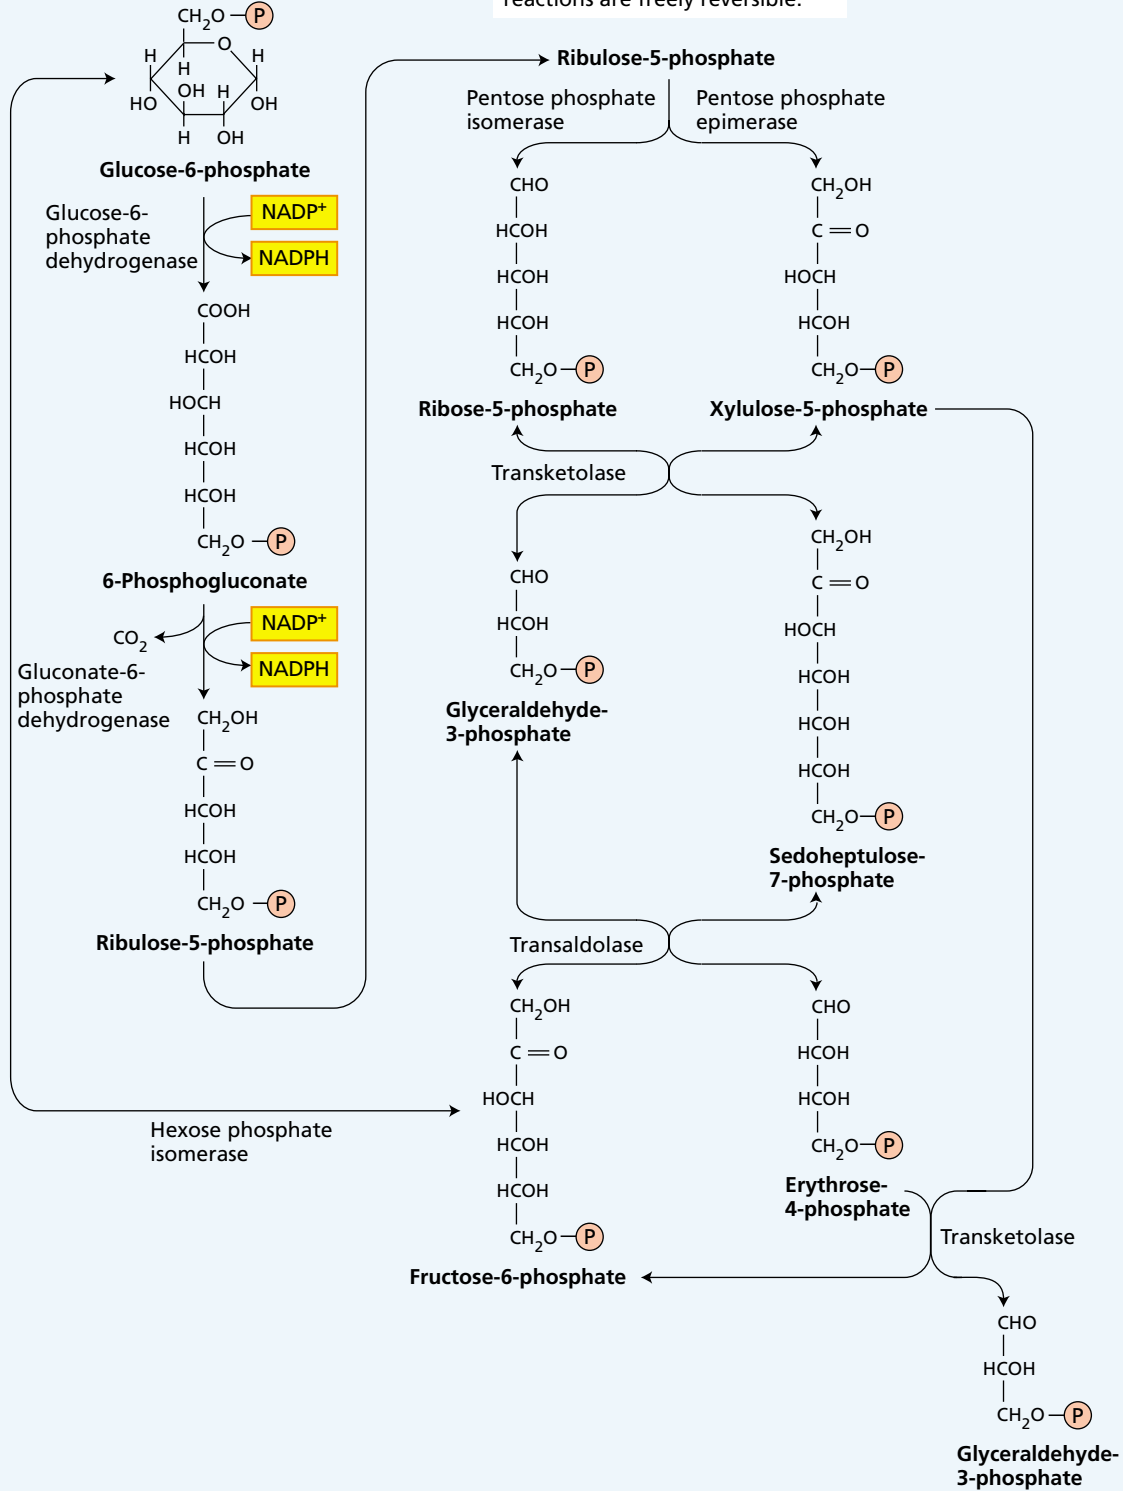 reactions are freely reversible.
CH2O P
H O H
H
OH H
HO OH
H OH
Glucose-6-phosphate
Glucose-6-
phosphate
dehydrogenase
NADP+
NADPH
COOH
HCOH
HOCH
HCOH
HCOH
CH2O P
6-Phosphogluconate
CO2
NADP+
NADPH
Gluconate-6-
phosphate
dehydrogenase
CH2OH
C=O
HCOH
HCOH
CH2O P
Ribulose-5-phosphate
Hexose phosphate
isomerase
Ribulose-5-phosphate
Pentose phosphate
isomerase
Pentose phosphate
epimerase
CHO
HCOH
HCOH
HCOH
CH2O P
Ribose-5-phosphate
CH2OH
C=O
HOCH
HCOH
CH2O P
Xylulose-5-phosphate
Transketolase
CHO
HCOH
CH2O P
Glyceraldehyde-
3-phosphate
CH2OH
C=O
HOCH
HCOH
HCOH
HCOH
CH2O P
Sedoheptulose-
7-phosphate
Transaldolase
CH2OH
C=O
HOCH
HCOH
HCOH
CH2O P
Fructose-6-phosphate
CHO
HCOH
HCOH
CH2O P
Erythrose-
4-phosphate
Transketolase
CHO
HCOH
CH2O P
Glyceraldehyde-
3-phosphate